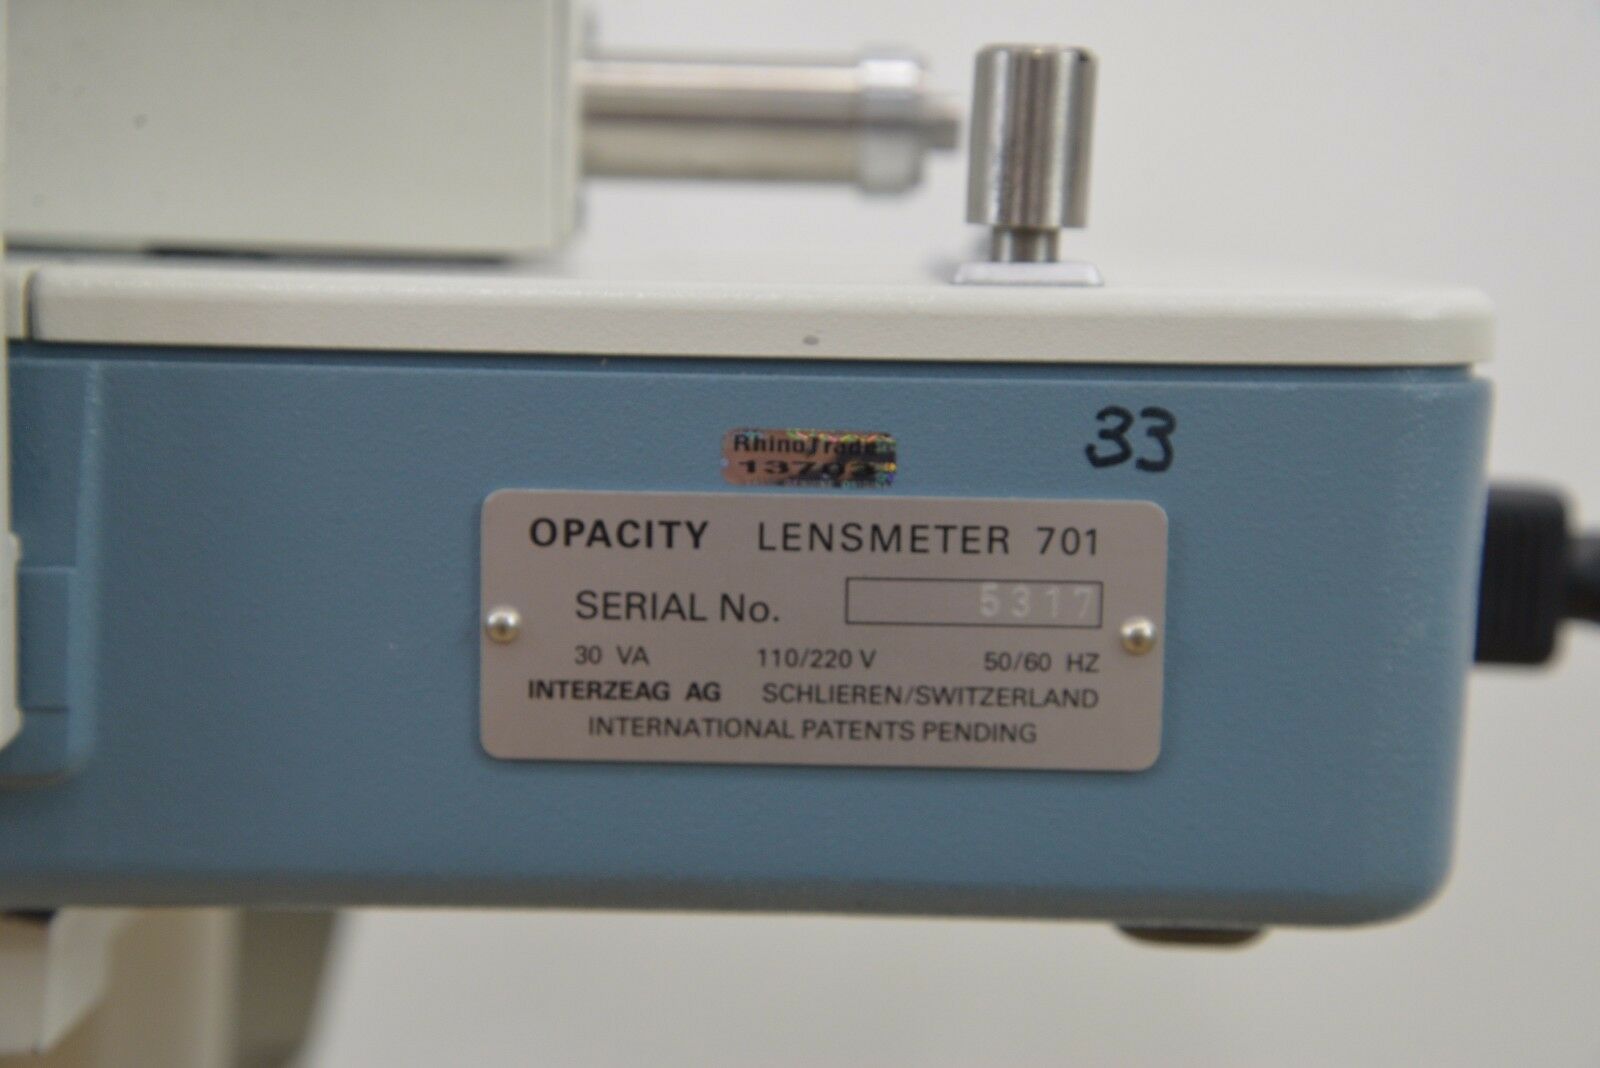 33
RhinoTrade
13702
OPACITY LENSMETER 701
SERIAL No. 5317
30 VA 110/220 V 50/60 HZ
INTERZEAG AG SCHLIEREN/SWITZERLAND
INTERNATIONAL PATENTS PENDING